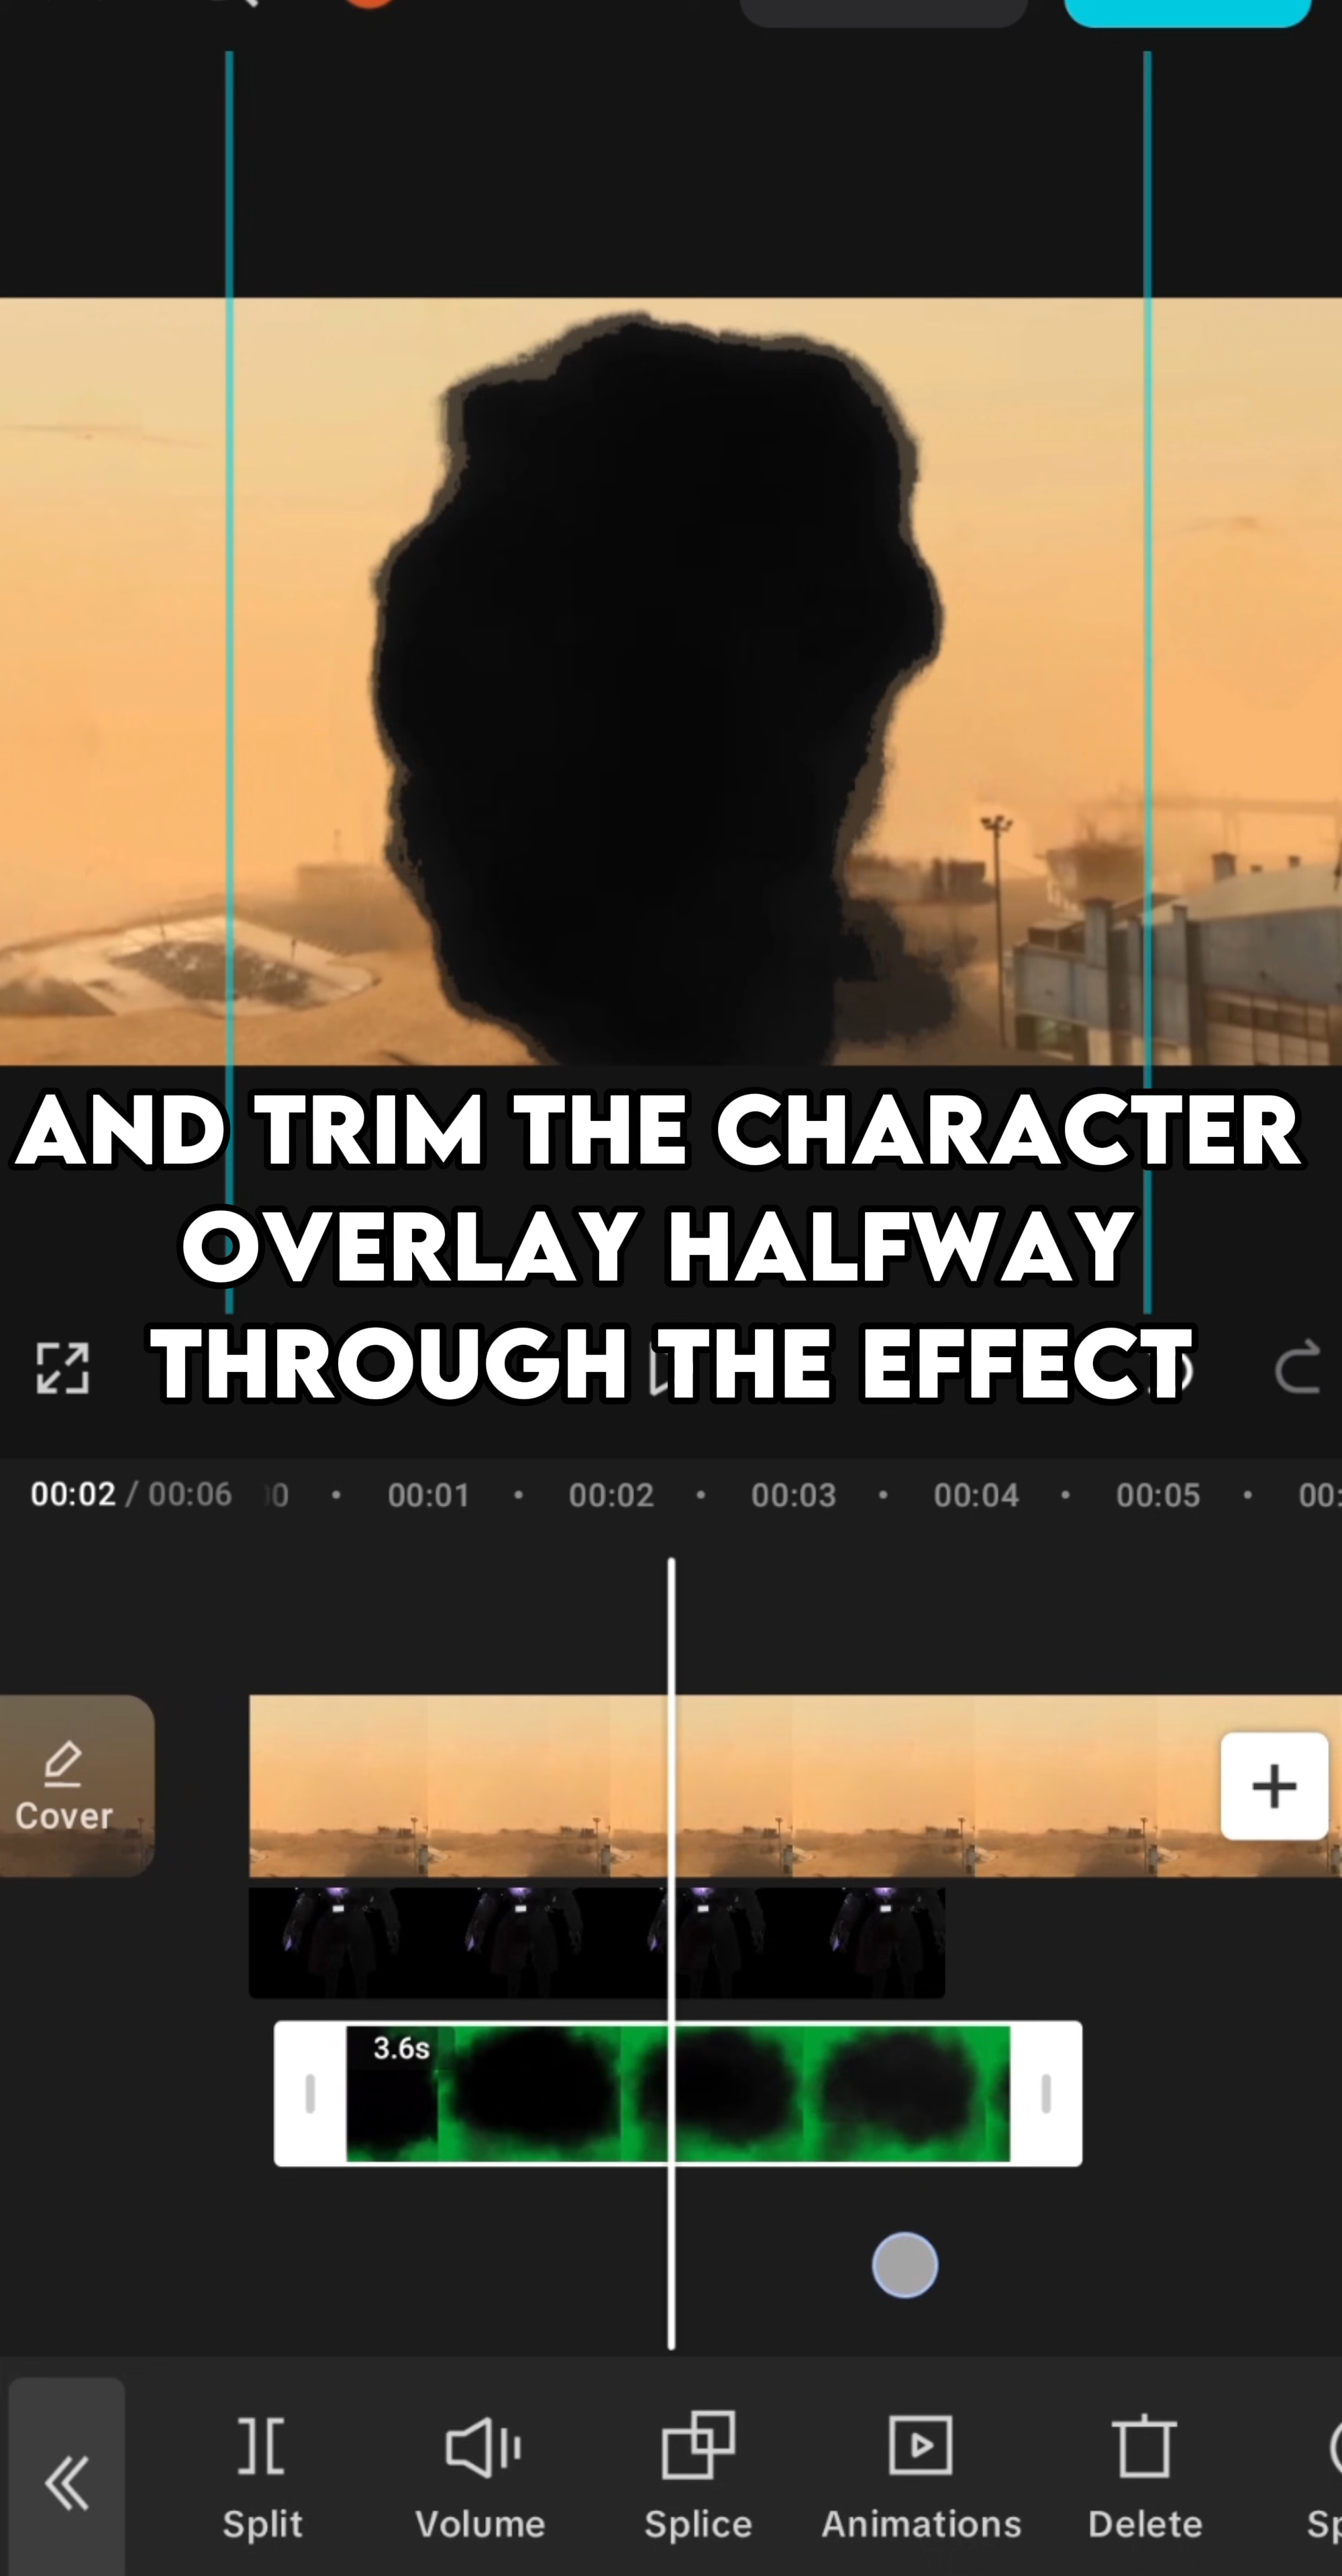 AND TRIM THE CHARACTER
OVERLAY HALFWAY
THROUGH THE EFFECT
00:02 / 00:06 • 00:01 • 00:02 • 00:03 • 00:04 • 00:05 •
Cover
3.6s
Split Volume Splice Animations Delete